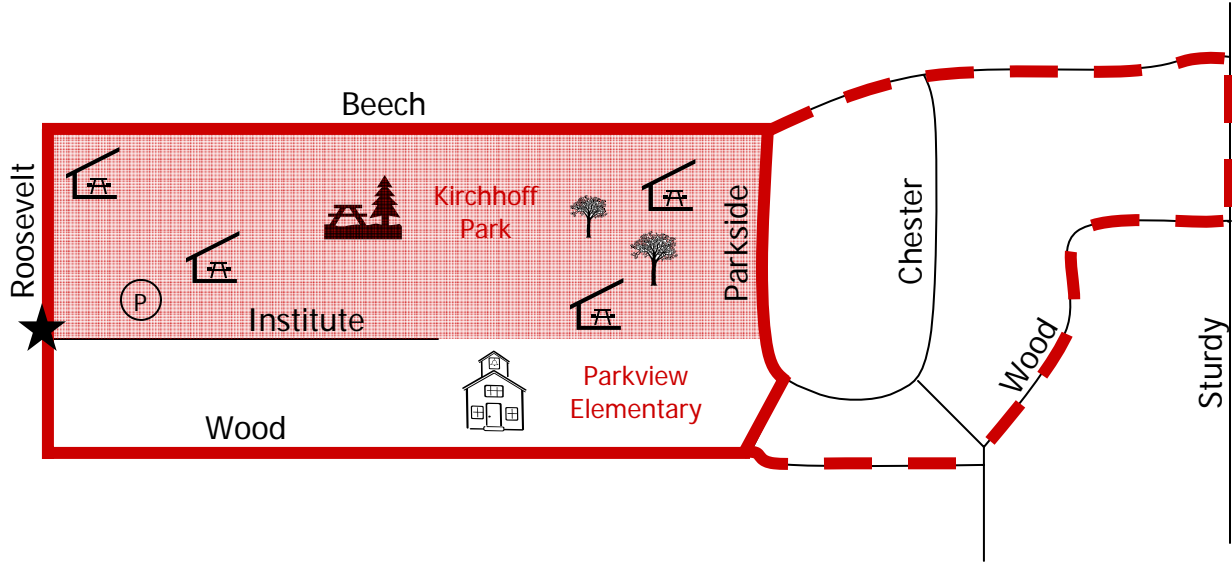 Beech
Roosevelt
Kirchhoff
Park
Parkside
Chester
P
Institute
Wood
Sturdy
Parkview
Elementary
Wood